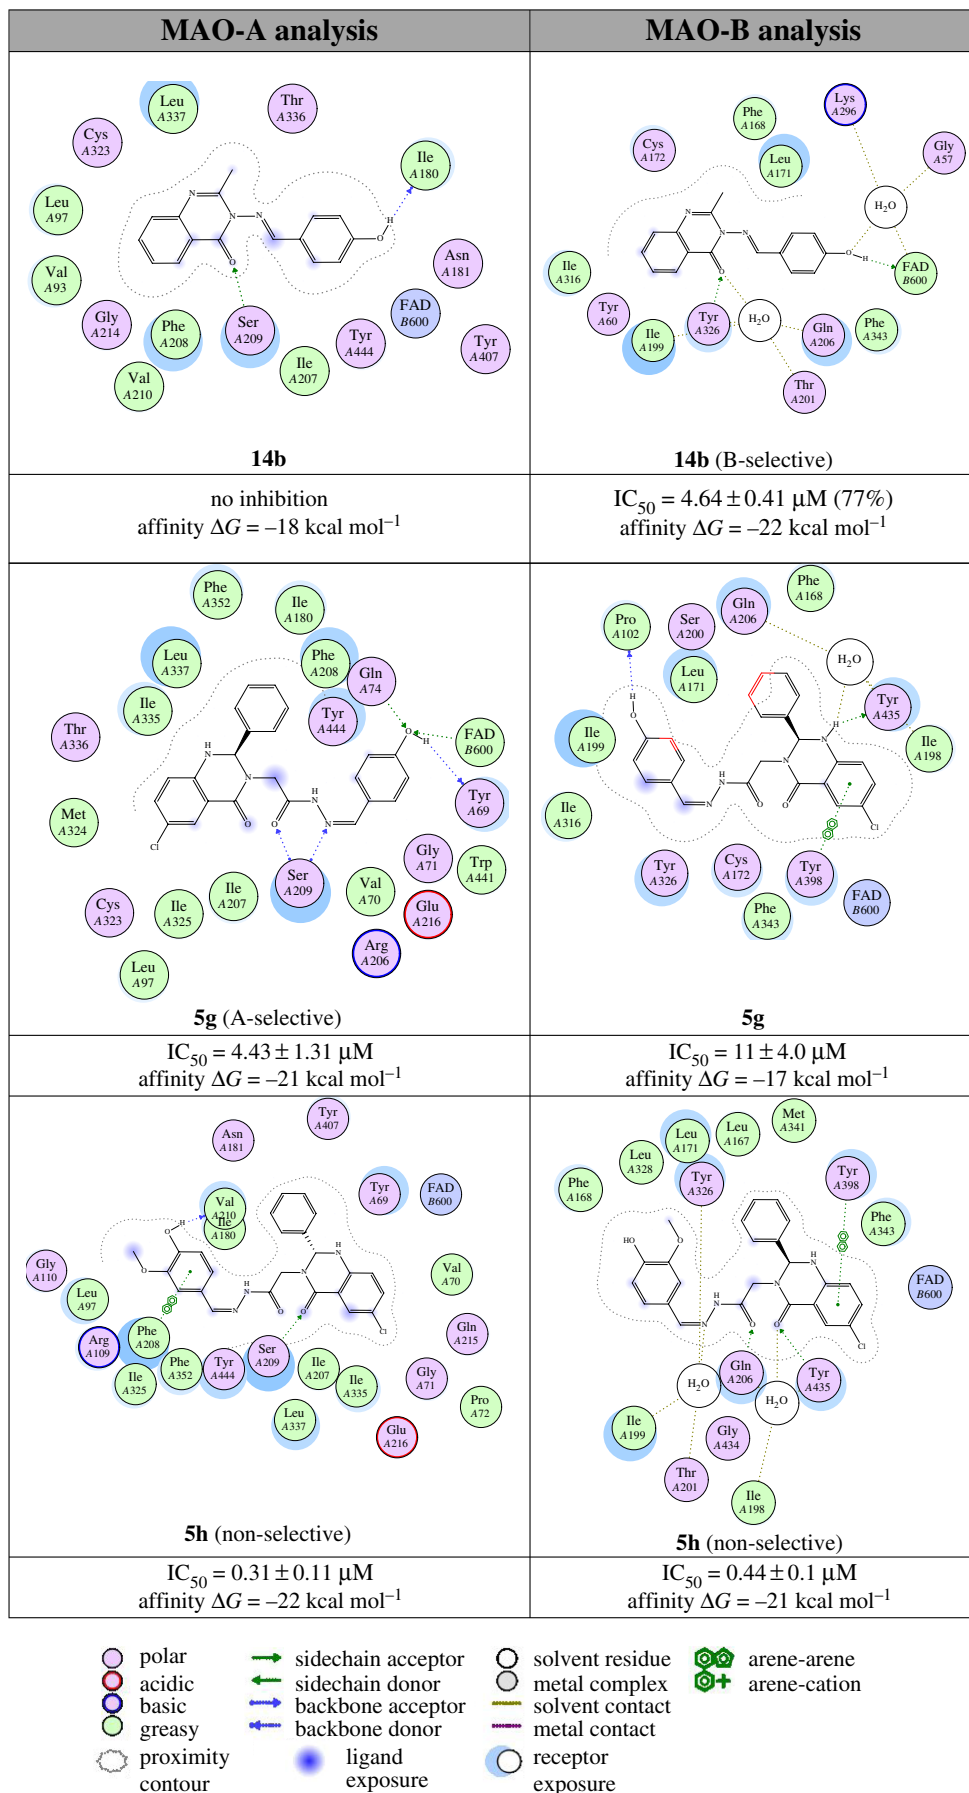 MAO-A analysis
MAO-B analysis
Leu A337
Thr A336
Cys A323
Ile A180
Leu A97
N
N
N
O
O
H
Val A93
Asn A181
Gly A214
Phe A208
Ser A209
FAD B600
Tyr A444
Tyr A407
Ile A207
Val A210
14b
Lys A296
Phe A168
Cys A172
Leu A171
Gly A57
H2O
N
N
N
O
O
H
Ile A316
FAD B600
Tyr A60
Ile A199
Tyr A326
H2O
Gln A206
Phe A343
Thr A201
14b (B-selective)
no inhibition
affinity ΔG = –18 kcal mol–1
IC50 = 4.64 ± 0.41 µM (77%)
affinity ΔG = –22 kcal mol–1
Phe A352
Ile A180
Leu A337
Phe A208
Gln A74
Ile A335
Tyr A444
Thr A336
FAD B600
H
N
N
O
H
O
O
NH
N
Cl
Met A324
Tyr A69
Ser A209
Gly A71
Trp A441
Val A70
Ile A207
Ile A325
Cys A323
Glu A216
Arg A206
Leu A97
5g (A-selective)
Phe A168
Gln A206
Pro A102
Ser A200
Leu A171
H2O
Tyr A435
Ile A199
Ile A198
H
O
H
N
N
N
NH
O
O
Cl
Ile A316
Tyr A326
Cys A172
Tyr A398
Phe A343
FAD B600
5g
IC50 = 4.43 ± 1.31 µM
affinity ΔG = –21 kcal mol–1
IC50 = 11 ± 4.0 µM
affinity ΔG = –17 kcal mol–1
Tyr A407
Asn A181
Tyr A69
FAD B600
Val A210
Ile A180
H
O
O
N
NH
O
N
H
N
O
Cl
Gly A110
Leu A97
Val A70
Arg A109
Phe A208
Phe A352
Ile A325
Tyr A444
Ser A209
Ile A207
Ile A335
Gln A215
Gly A71
Pro A72
Leu A337
Glu A216
5h (non-selective)
Met A341
Leu A167
Leu A171
Leu A328
Phe A168
Tyr A326
Tyr A398
Phe A343
FAD B600
HO
O
N
NH
O
N
H
N
O
Cl
H2O
Gln A206
H2O
Tyr A435
Ile A199
Gly A434
Thr A201
Ile A198
5h (non-selective)
IC50 = 0.31 ± 0.11 µM
affinity ΔG = –22 kcal mol–1
IC50 = 0.44 ± 0.1 µM
affinity ΔG = –21 kcal mol–1
polar
acidic
basic
greasy
proximity contour
sidechain acceptor
sidechain donor
backbone acceptor
backbone donor
ligand exposure
solvent residue
metal complex
solvent contact
metal contact
receptor exposure
arene-arene
arene-cation